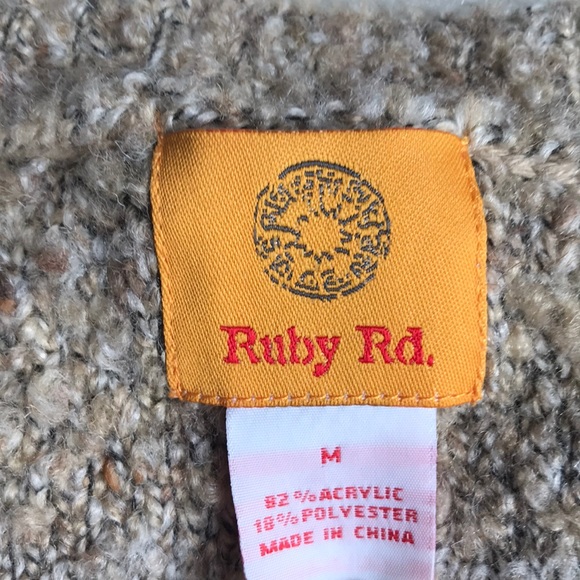 Ruby Rd.
M
82% ACRYLIC
18% POLYESTER
MADE IN CHINA